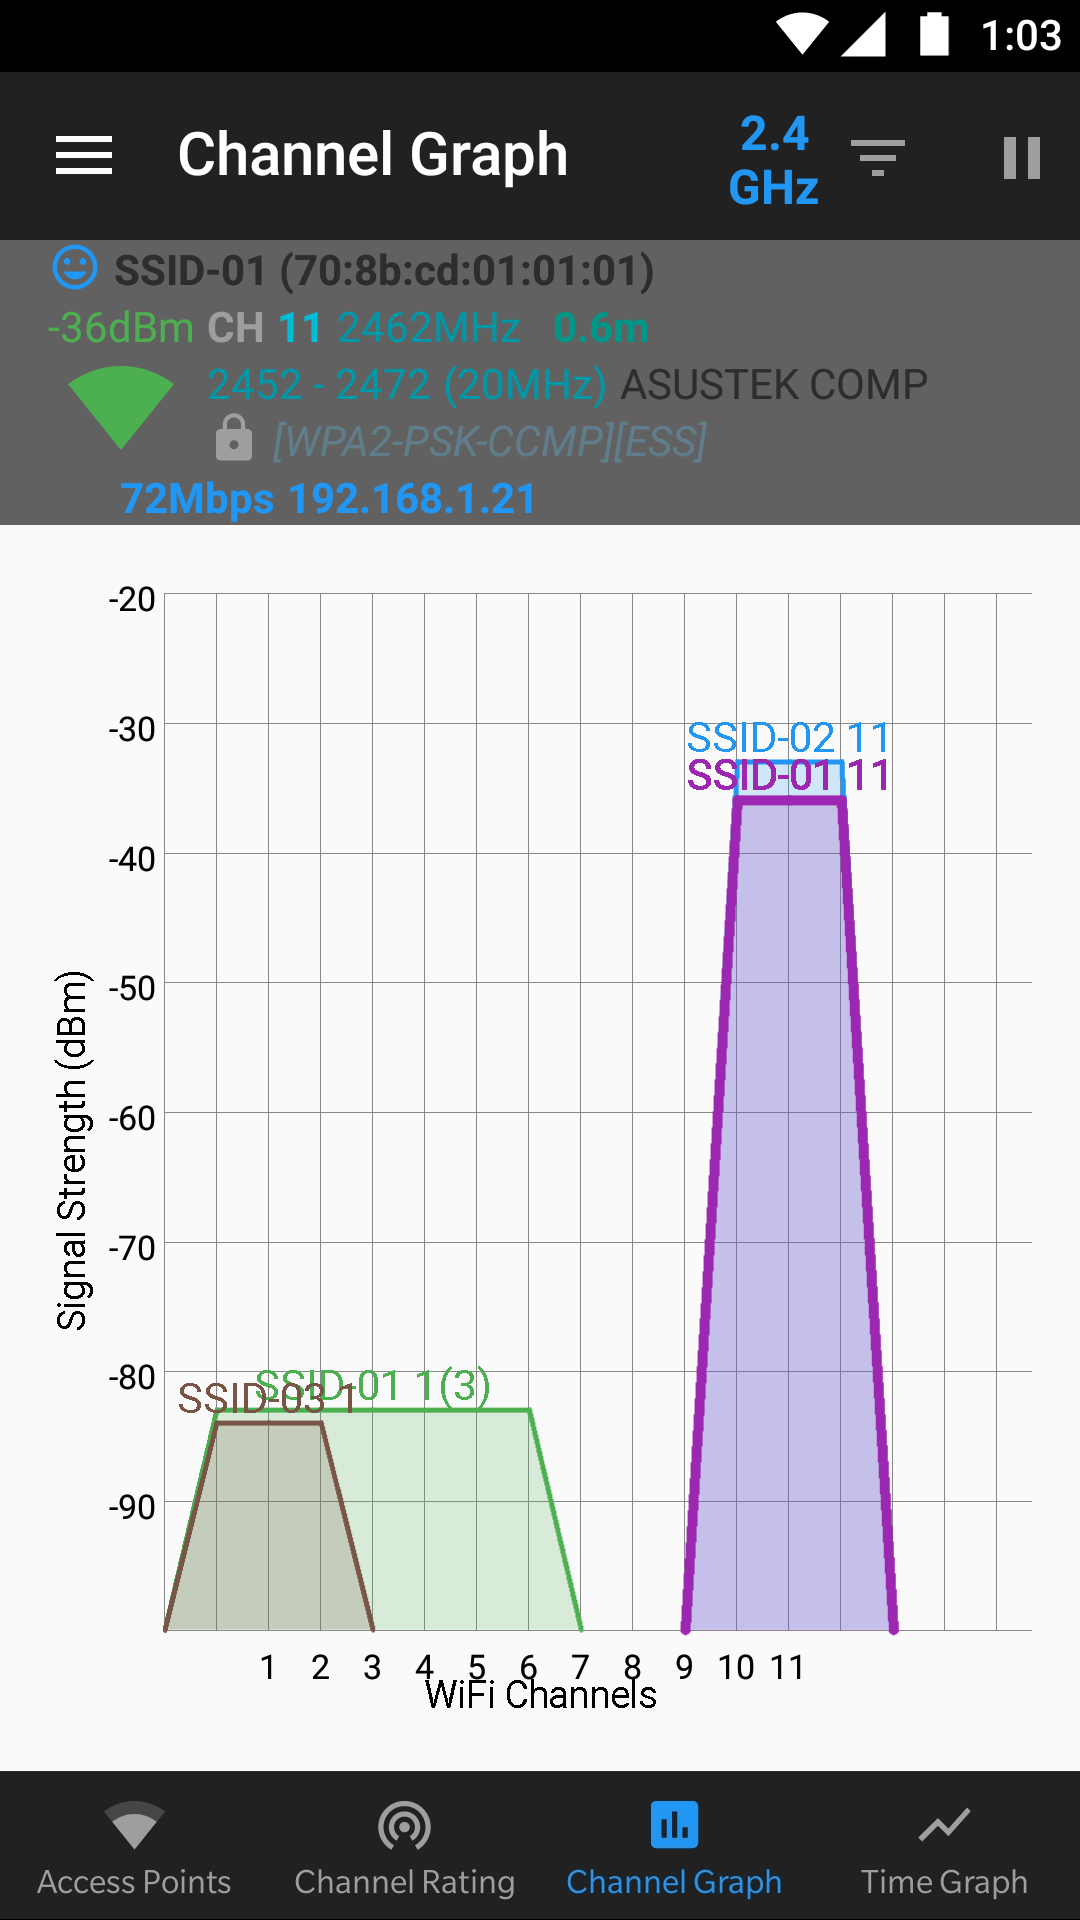 1:03
Channel Graph
2.4
GHz
SSID-01 (70:8b:cd:01:01:01)
-36dBm CH 11 2462MHz 0.6m
2452 - 2472 (20MHz) ASUSTEK COMP
[WPA2-PSK-CCMP][ESS]
72Mbps 192.168.1.21
-20
-30
SSID-02 11
SSID-01 11
-40
-50
Signal Strength (dBm)
-60
-70
-80
SSID-01 1(3)
SSID-03 1
-90
1 2 3 4 5 6 7 8 9 10 11
WiFi Channels
Access Points Channel Rating Channel Graph Time Graph